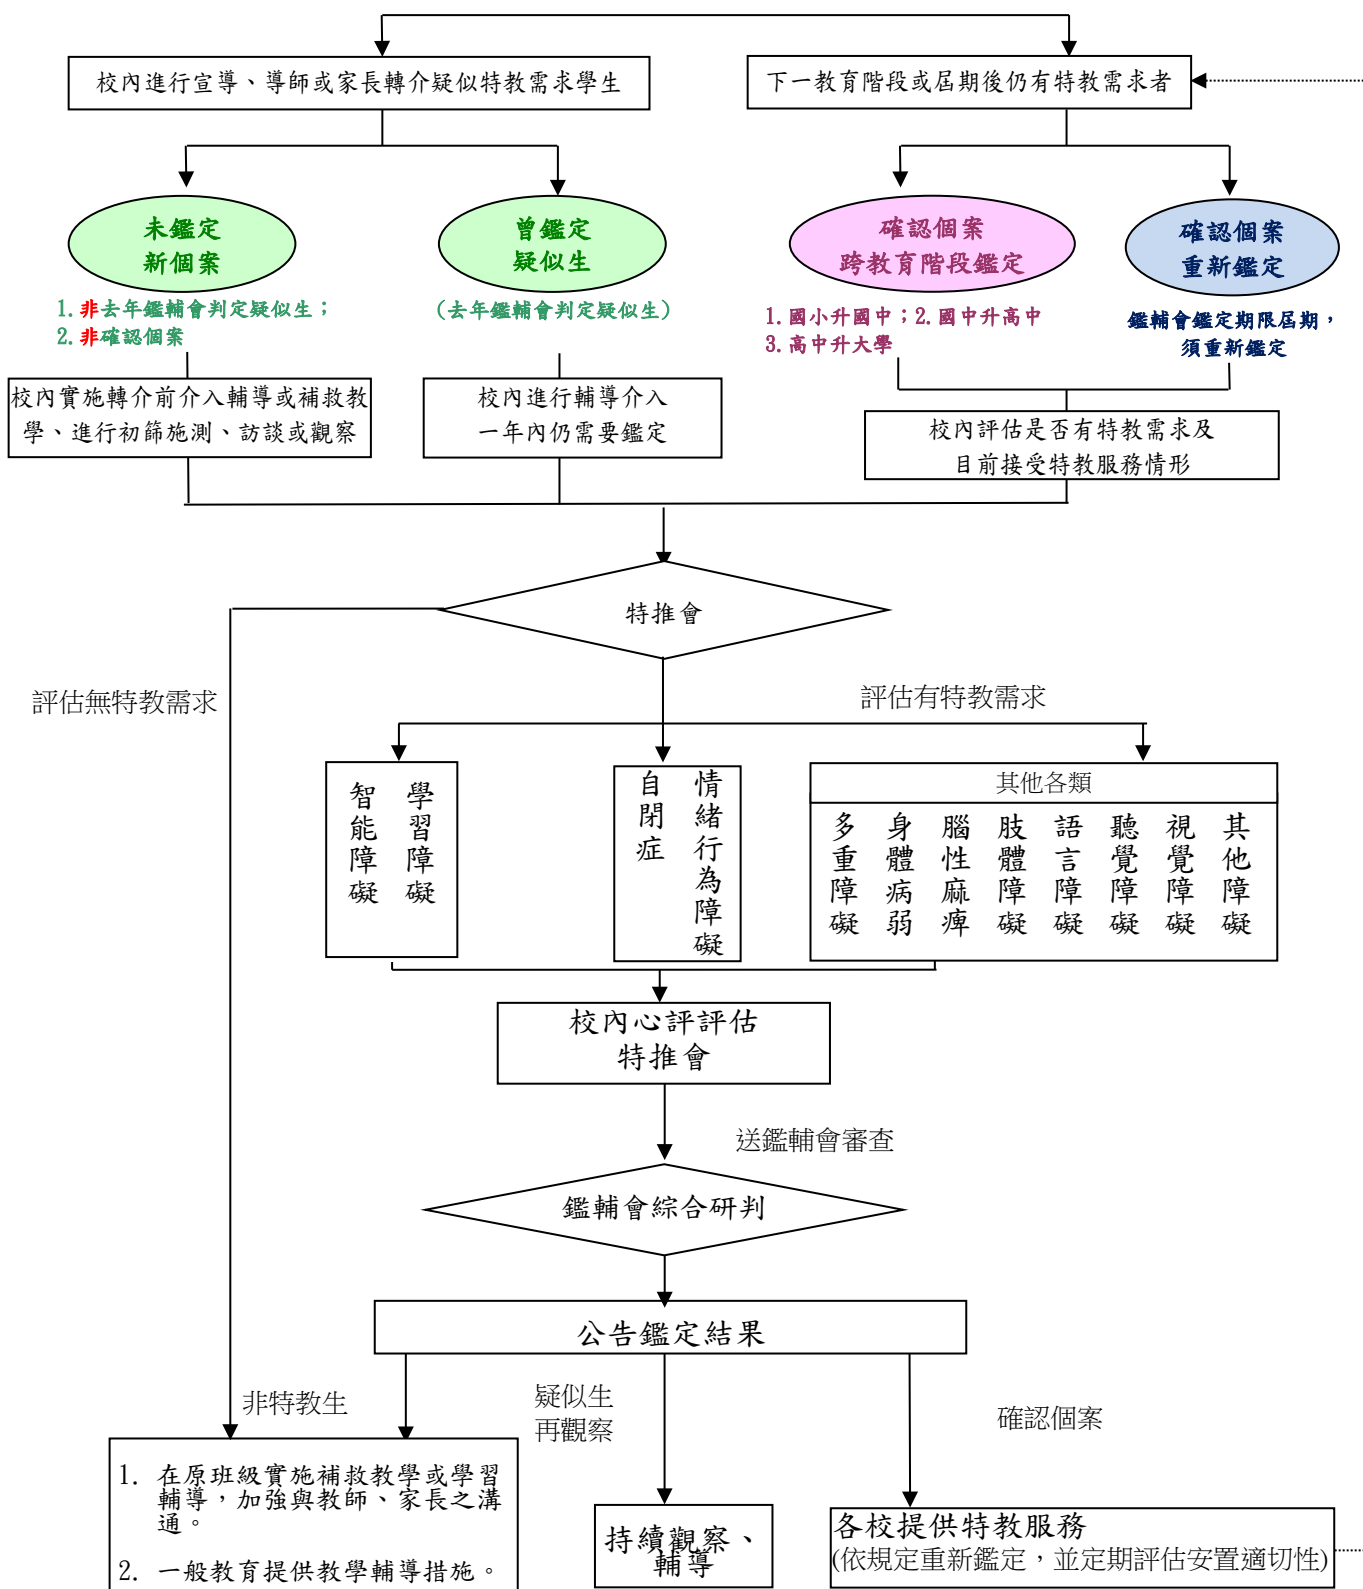 校內進行宣導、導師或家長轉介疑似特教需求學生
下一教育階段或屆期後仍有特教需求者
未鑑定
新個案
曾鑑定
疑似生
確認個案
跨教育階段鑑定
確認個案
重新鑑定
1.非去年鑑輔會判定疑似生；
2.非確認個案
(去年鑑輔會判定疑似生)
1.國小升國中；2.國中升高中
3.高中升大學
鑑輔會鑑定期限屆期，
須重新鑑定
校內實施轉介前介入輔導或補救教
學、進行初篩施測、訪談或觀察
校內進行輔導介入
一年內仍需要鑑定
校內評估是否有特教需求及
目前接受特教服務情形
特推會
評估無特教需求
評估有特教需求
智能障礙
學習障礙
自閉症
情緒行為障礙
其他各類
多重障礙
身體病弱
腦性麻痺
肢體障礙
語言障礙
聽覺障礙
視覺障礙
其他障礙
校內心評評估
特推會
送鑑輔會審查
鑑輔會綜合研判
公告鑑定結果
非特教生
疑似生
再觀察
確認個案
1. 在原班級實施補救教學或學習
輔導，加強與教師、家長之溝
通。
2. 一般教育提供教學輔導措施。
持續觀察、
輔導
各校提供特教服務
(依規定重新鑑定，並定期評估安置適切性)